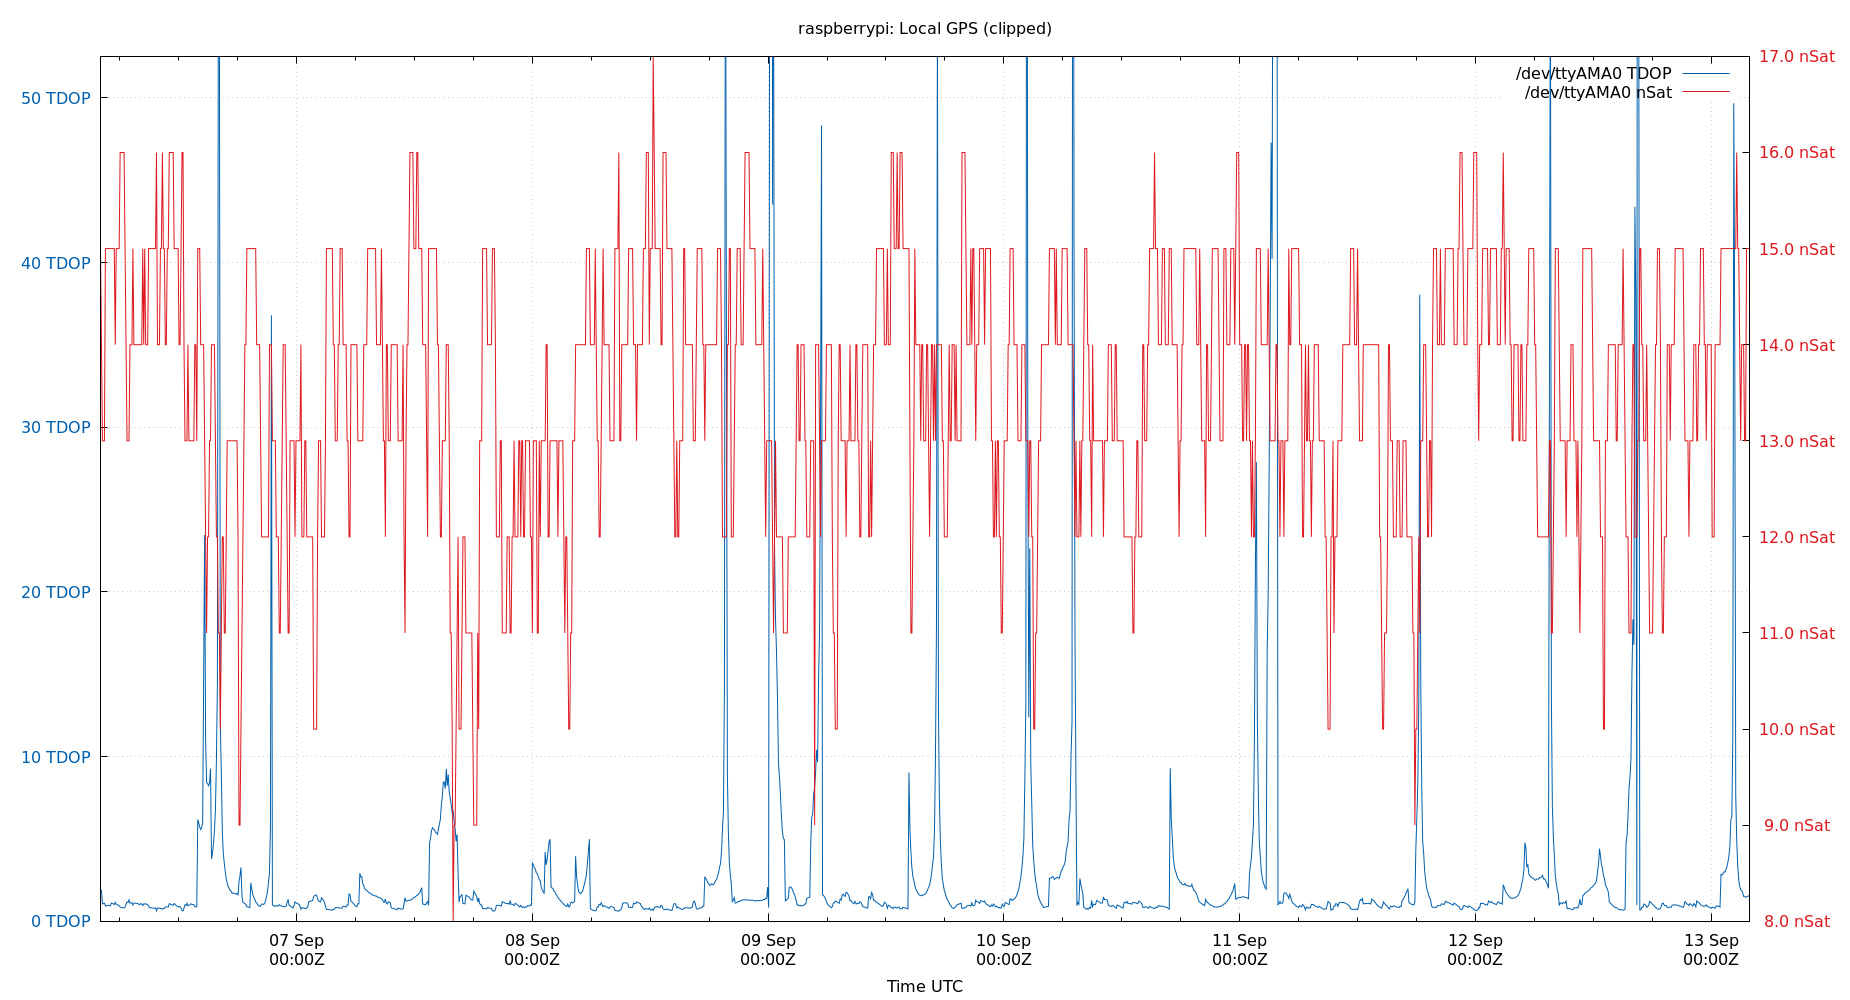 raspberrypi: Local GPS (clipped)
/dev/ttyAMA0 TDOP
/dev/ttyAMA0 nSat
50 TDOP
40 TDOP
30 TDOP
20 TDOP
10 TDOP
0 TDOP
17.0 nSat
16.0 nSat
15.0 nSat
14.0 nSat
13.0 nSat
12.0 nSat
11.0 nSat
10.0 nSat
9.0 nSat
8.0 nSat
07 Sep
00:00Z
08 Sep
00:00Z
09 Sep
00:00Z
10 Sep
00:00Z
11 Sep
00:00Z
12 Sep
00:00Z
13 Sep
00:00Z
Time UTC